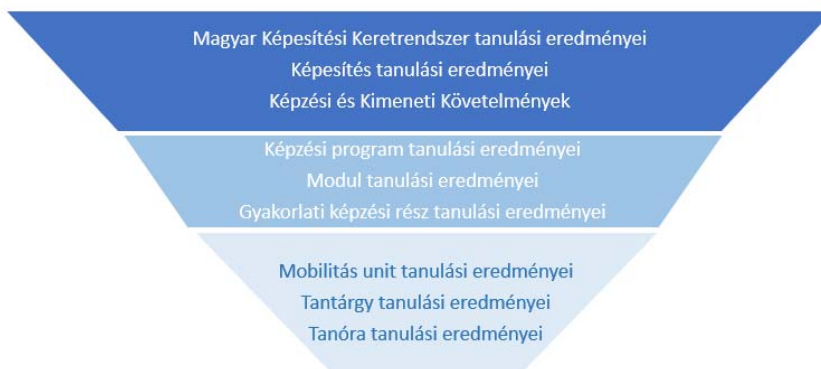 Magyar Képesítési Keretrendszer tanulási eredményei
Képesítés tanulási eredményei
Képzési és Kimeneti Követelmények
Képzési program tanulási eredményei
Modul tanulási eredményei
Gyakorlati képzési rész tanulási eredményei
Mobilitás unit tanulási eredményei
Tantárgy tanulási eredményei
Tanóra tanulási eredményei